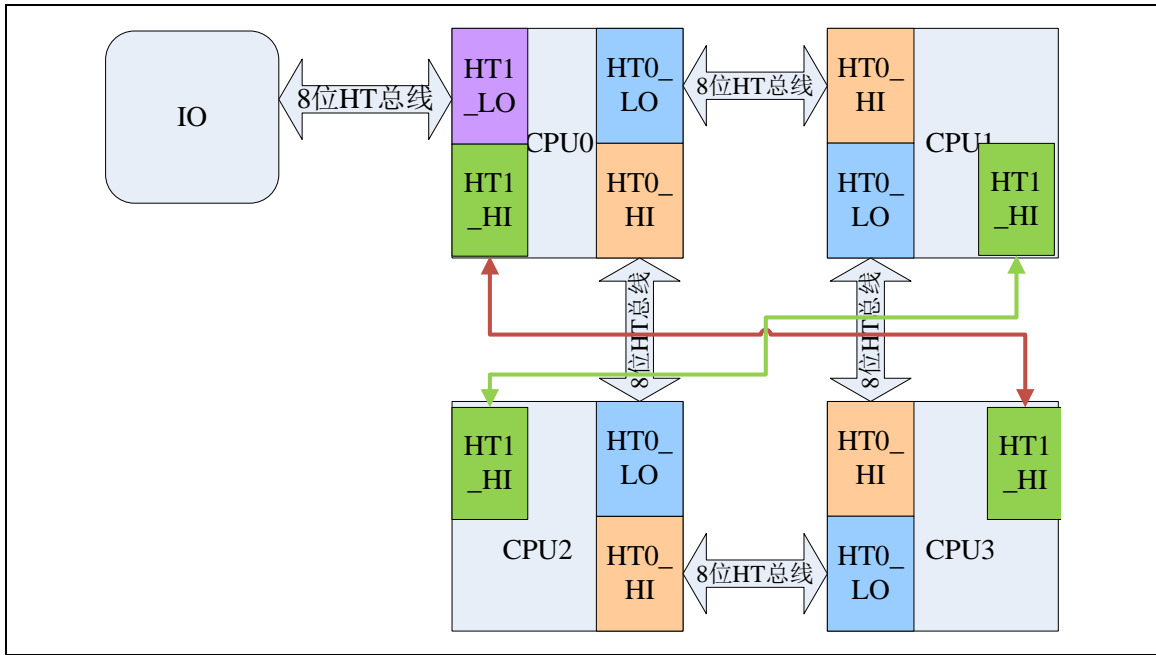 IO
8位HT总线
HT1
_LO
CPU0
HT1
_HI
HT0_
LO
HT0_
HI
8位HT总线
HT0_
HI
CPU1
HT0_
LO
HT1
_HI
8位HT总线
8位HT总线
HT1
_HI
CPU2
HT0_
LO
HT0_
HI
8位HT总线
HT0_
HI
HT0_
LO
CPU3
HT1
_HI